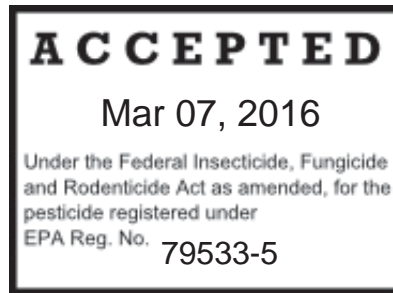 ACCEPTED
Mar 07, 2016
Under the Federal Insecticide, Fungicide
and Rodenticide Act as amended, for the
pesticide registered under
EPA Reg. No. 79533-5